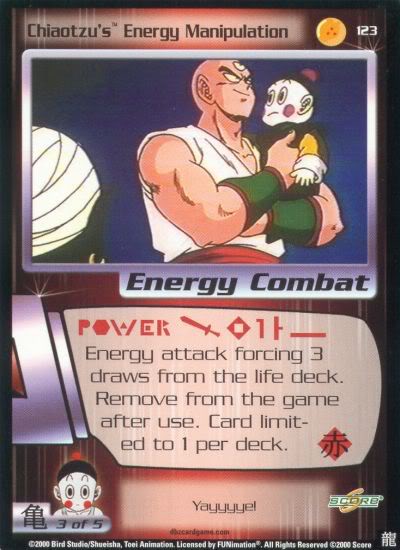 Chiaotzu's™ Energy Manipulation
123
Energy Combat
POWER
Energy attack forcing 3
draws from the life deck.
Remove from the game
after use. Card limit-
ed to 1 per deck.
赤
亀
3 of 5
Yayyyye!
SCORE
dbzcardgame.com
©2000 Bird Studio/Shueisha, Toei Animation. Licensed by FUNimation®. All Rights Reserved ©2000 Score
龍